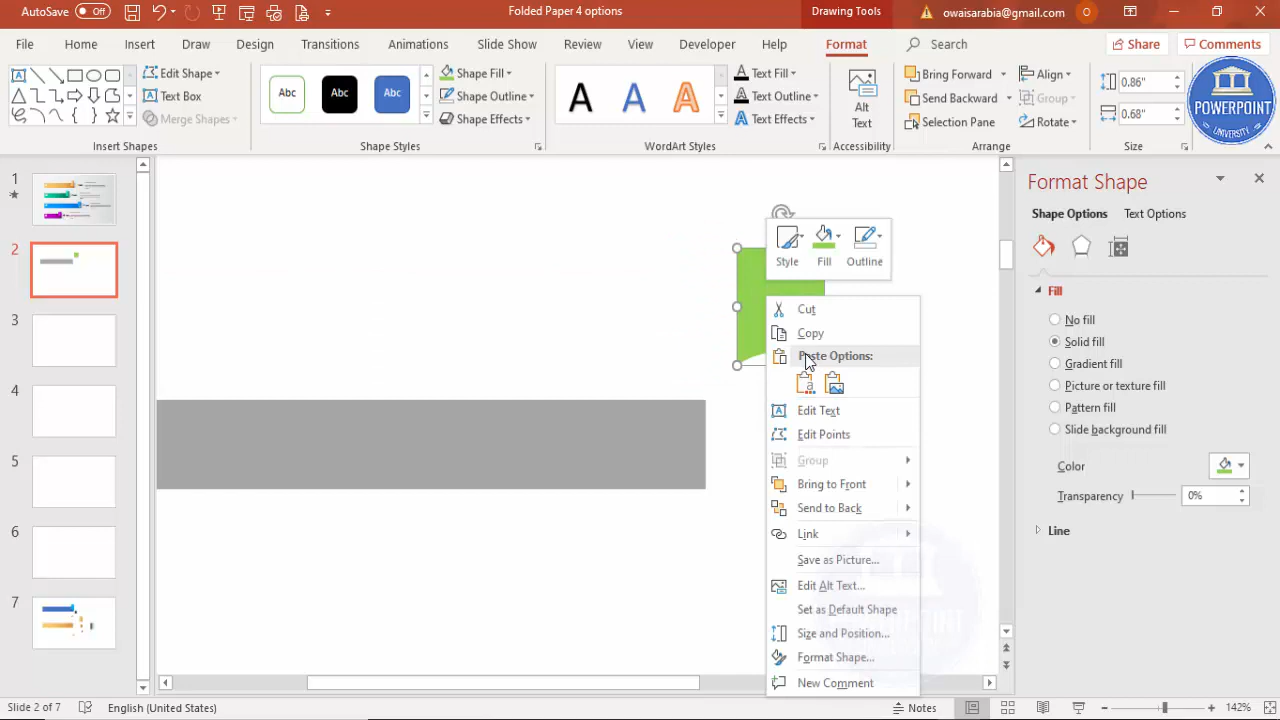 AutoSave Off Folded Paper 4 options Drawing Tools owaisarabia@gmail.com
File Home Insert Draw Design Transitions Animations Slide Show Review View Developer Help Format Search Share Comments
Edit Shape
Text Box
Merge Shapes
Insert Shapes
Abc Abc Abc
Shape Fill
Shape Outline
Shape Effects
Shape Styles
A A A
Text Fill
Text Outline
Text Effects
WordArt Styles
Alt
Text
Accessibility
Bring Forward
Send Backward
Selection Pane
Align
Group
Rotate
Arrange
0.86"
0.68"
Size
POWERPOINT
UNIVERSITY
1
2
3
4
5
6
7
Style Fill Outline
Cut
Copy
Paste Options:
Edit Text
Edit Points
Group
Bring to Front
Send to Back
Link
Save as Picture...
Edit Alt Text...
Set as Default Shape
Size and Position...
Format Shape...
New Comment
Format Shape
Shape Options Text Options
Fill
No fill
Solid fill
Gradient fill
Picture or texture fill
Pattern fill
Slide background fill
Color
Transparency 0%
Line
Slide 2 of 7 English (United States) Notes 142%